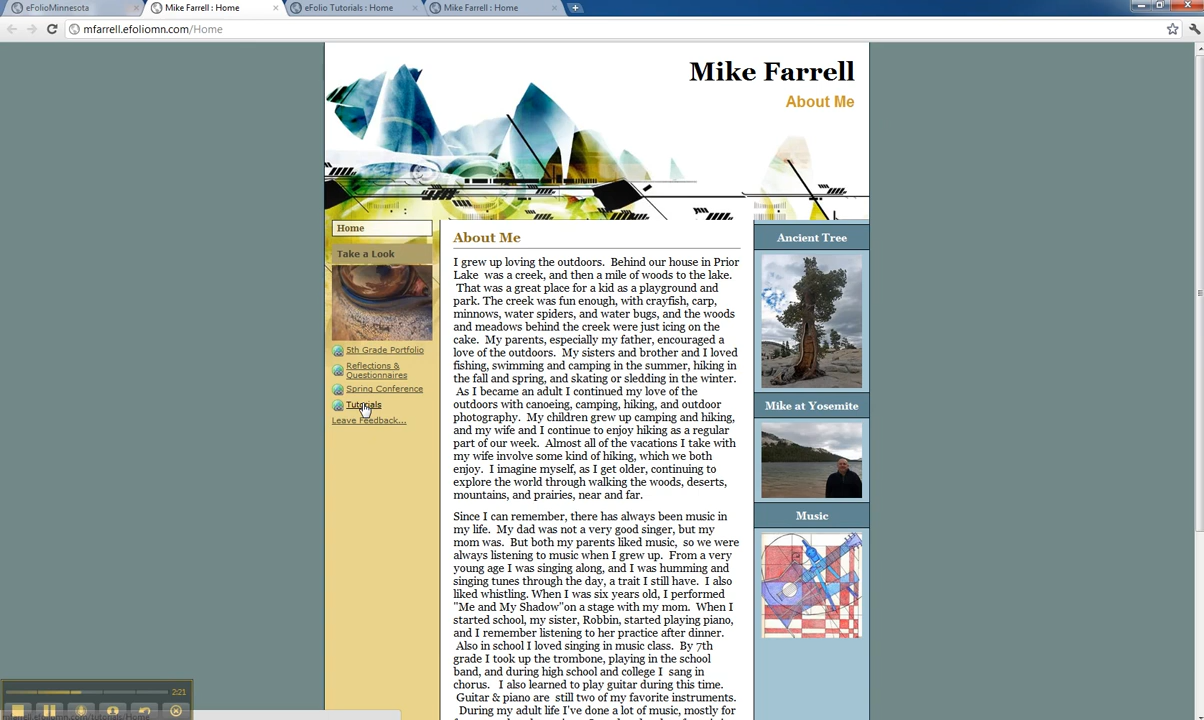 eFolioMinnesota
Mike Farrell : Home
eFolio Tutorials : Home
Mike Farrell : Home
mfarrell.efoliomn.com/Home
Mike Farrell
About Me
Home
Take a Look
5th Grade Portfolio
Reflections &
Questionnaires
Spring Conference
Tutorials
Leave Feedback...
About Me
I grew up loving the outdoors.  Behind our house in Prior
Lake  was a creek, and then a mile of woods to the lake.
That was a great place for a kid as a playground and
park. The creek was fun enough, with crayfish, carp,
minnows, water spiders, and water bugs, and the woods
and meadows behind the creek were just icing on the
cake.  My parents, especially my father, encouraged a
love of the outdoors.  My sisters and brother and I loved
fishing, swimming and camping in the summer, hiking in
the fall and spring, and skating or sledding in the winter.
As I became an adult I continued my love of the
outdoors with canoeing, camping, hiking, and outdoor
photography.  My children grew up camping and hiking,
and my wife and I continue to enjoy hiking as a regular
part of our week.  Almost all of the vacations I take with
my wife involve some kind of hiking, which we both
enjoy.  I imagine myself, as I get older, continuing to
explore the world through walking the woods, deserts,
mountains, and prairies, near and far.
Since I can remember, there has always been music in
my life.  My dad was not a very good singer, but my
mom was.  But both my parents liked music,  so we were
always listening to music when I grew up.  From a very
young age I was singing along, and I was humming and
singing tunes through the day, a trait I still have.  I also
liked whistling. When I was six years old, I performed
"Me and My Shadow"on a stage with my mom.  When I
started school, my sister, Robbin, started playing piano,
and I remember listening to her practice after dinner.
Also in school I loved singing in music class.  By 7th
grade I took up the trombone, playing in the school
band, and during high school and college I  sang in
chorus.   I also learned to play guitar during this time.
Guitar & piano are  still two of my favorite instruments.
During my adult life I've done a lot of music, mostly for
Ancient Tree
Mike at Yosemite
Music
2:21